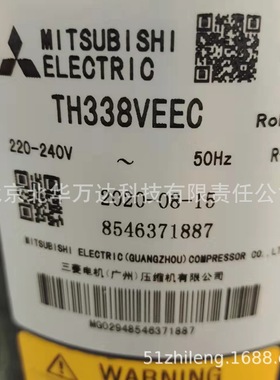 MITSUBISHI
ELECTRIC
TH338VEEC
Ro
220-240V ~ 50Hz R
京北华万达科技有限责任公
2020-08-15
8546371887
MITSUBISHI ELECTRIC(GUANGZHOU) COMPRESSOR CO.,
三菱电机(广州)压缩机有限公司
MG02948546371887
WARNING
51zhileng.1688.c